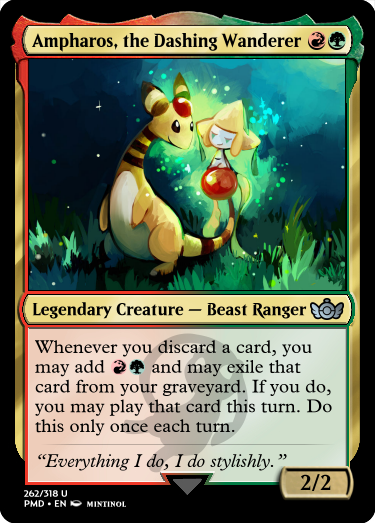 Ampharos, the Dashing Wanderer
Legendary Creature — Beast Ranger
Whenever you discard a card, you
may add and may exile that
card from your graveyard. If you do,
you may play that card this turn. Do
this only once each turn.
“Everything I do, I do stylishly.”
2/2
262/318 U
PMD • EN MINTINOL